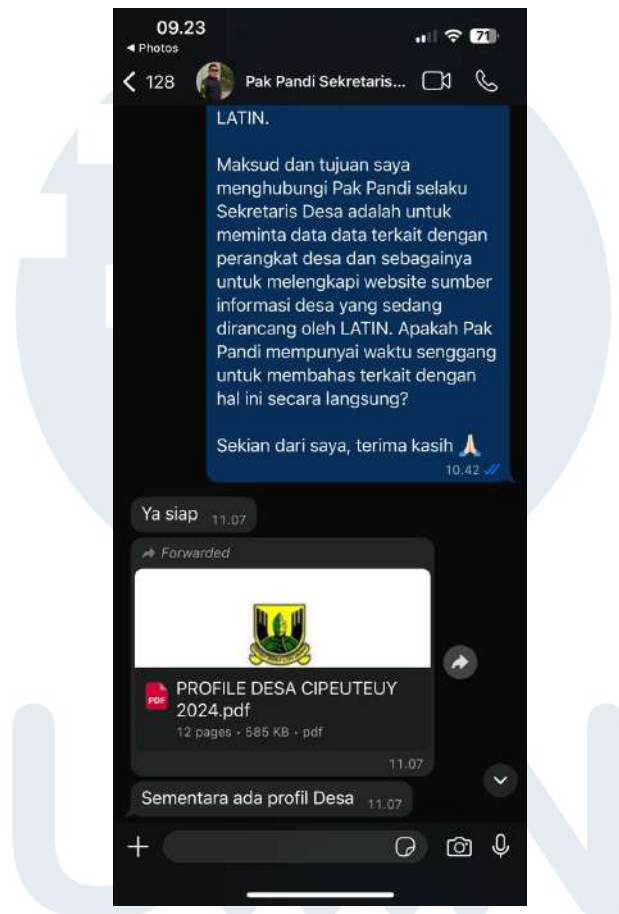 09.23
71
◀ Photos
128
Pak Pandi Sekretaris...
LATIN.
Maksud dan tujuan saya
menghubungi Pak Pandi selaku
Sekretaris Desa adalah untuk
meminta data data terkait dengan
perangkat desa dan sebagainya
untuk melengkapi website sumber
informasi desa yang sedang
dirancang oleh LATIN. Apakah Pak
Pandi mempunyai waktu senggang
untuk membahas terkait dengan
hal ini secara langsung?
Sekian dari saya, terima kasih 🙏🏻
10.42
Ya siap 11.07
Forwarded
PDF
PROFILE DESA CIPEUTEUY
2024.pdf
12 pages • 585 KB • pdf
11.07
Sementara ada profil Desa 11.07